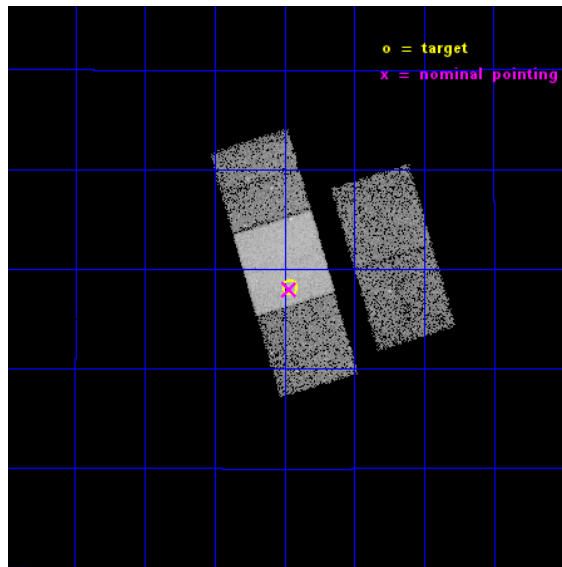 o = target
x = nominal pointing